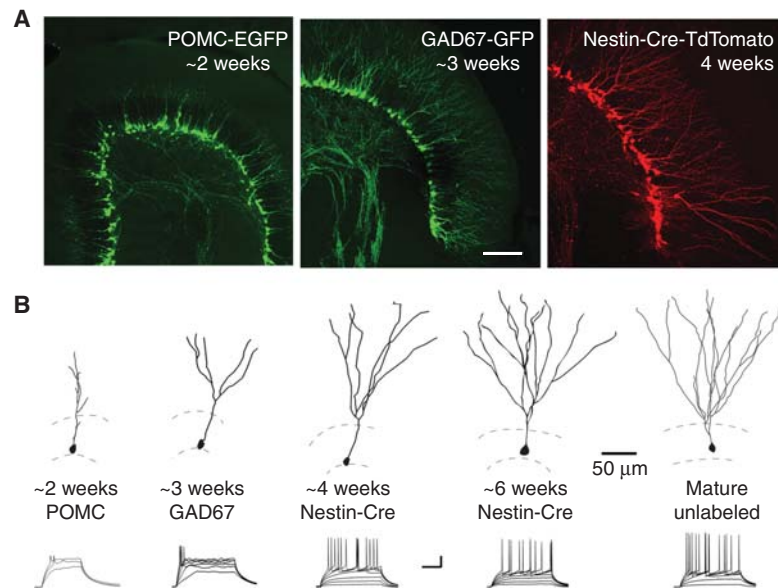 A
POMC-EGFP
~2 weeks
GAD67-GFP
~3 weeks
Nestin-Cre-TdTomato
4 weeks
B
50 μm
~2 weeks
POMC
~3 weeks
GAD67
~4 weeks
Nestin-Cre
~6 weeks
Nestin-Cre
Mature
unlabeled